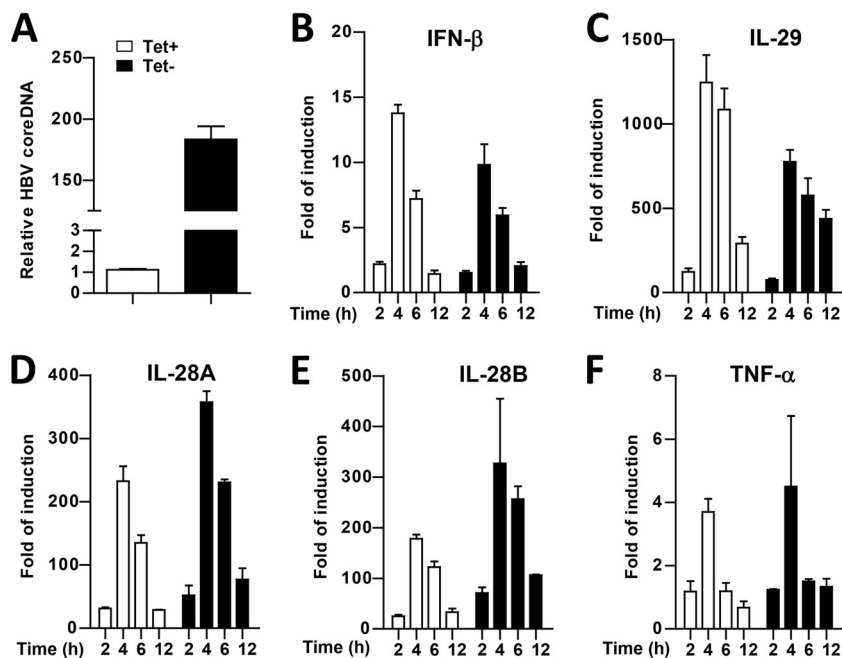 A
Tet+
Tet-
Relative HBV coreDNA
250
200
150
3
2
1
0
B
IFN-β
Fold of induction
20
15
10
5
0
Time (h) 2 4 6 12 2 4 6 12
C
IL-29
Fold of induction
1500
1000
500
0
Time (h) 2 4 6 12 2 4 6 12
D
IL-28A
Fold of induction
400
300
200
100
0
Time (h) 2 4 6 12 2 4 6 12
E
IL-28B
Fold of induction
500
400
300
200
100
0
Time (h) 2 4 6 12 2 4 6 12
F
TNF-α
Fold of induction
8
6
4
2
0
Time (h) 2 4 6 12 2 4 6 12